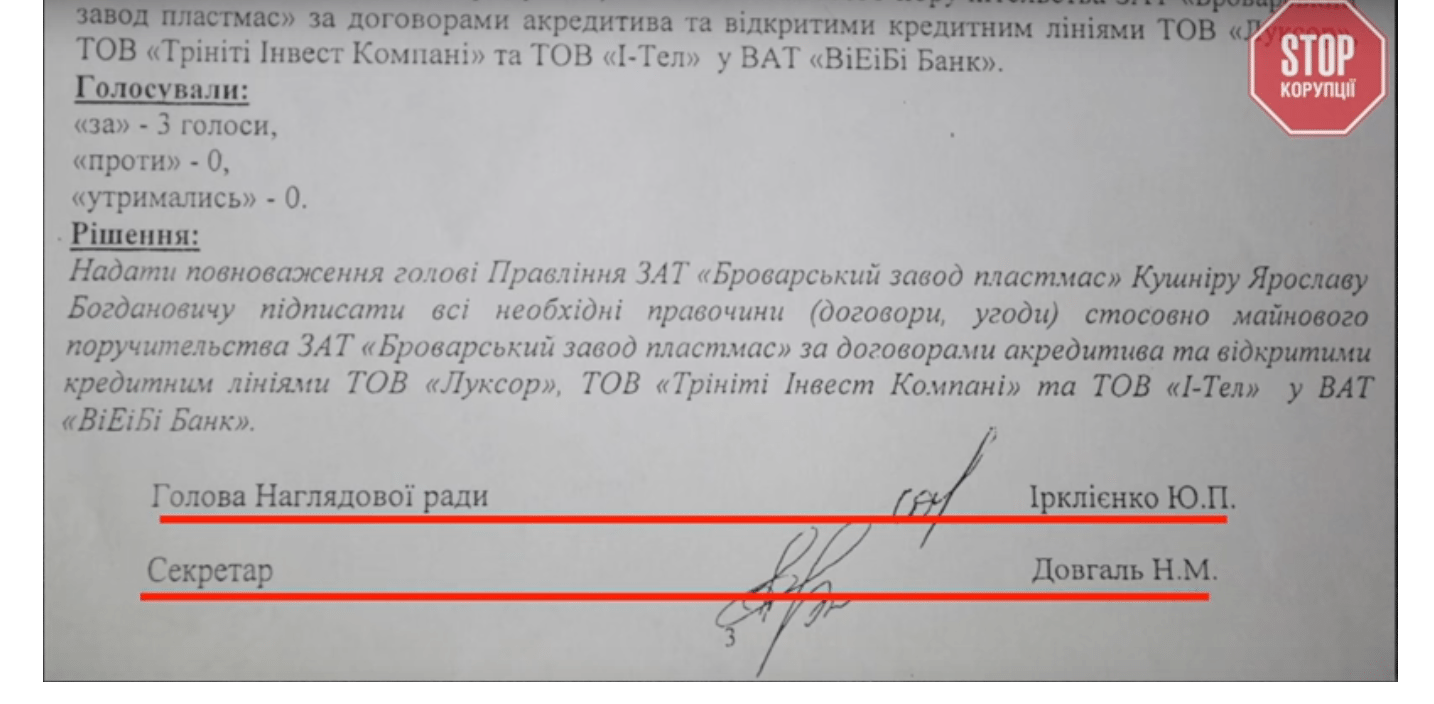 завод пластмас» за договорами акредитива та відкритими кредитним лініями ТОВ «Луксор»,
ТОВ «Трініті Інвест Компані» та ТОВ «І-Тел» у ВАТ «ВіЕіБі Банк».
STOP
КОРУПЦІЇ
Голосували:
«за» - 3 голоси,
«проти» - 0,
«утримались» - 0.
Рішення:
Надати повноваження голові Правління ЗАТ «Броварський завод пластмас» Кушніру Ярославу
Богдановичу підписати всі необхідні правочини (договори, угоди) стосовно майнового
поручительства ЗАТ «Броварський завод пластмас» за договорами акредитива та відкритими
кредитним лініями ТОВ «Луксор», ТОВ «Трініті Інвест Компані» та ТОВ «І-Тел» у ВАТ
«ВіЕіБі Банк».
Голова Наглядової ради Ірклієнко Ю.П.
Секретар Довгаль Н.М.
3